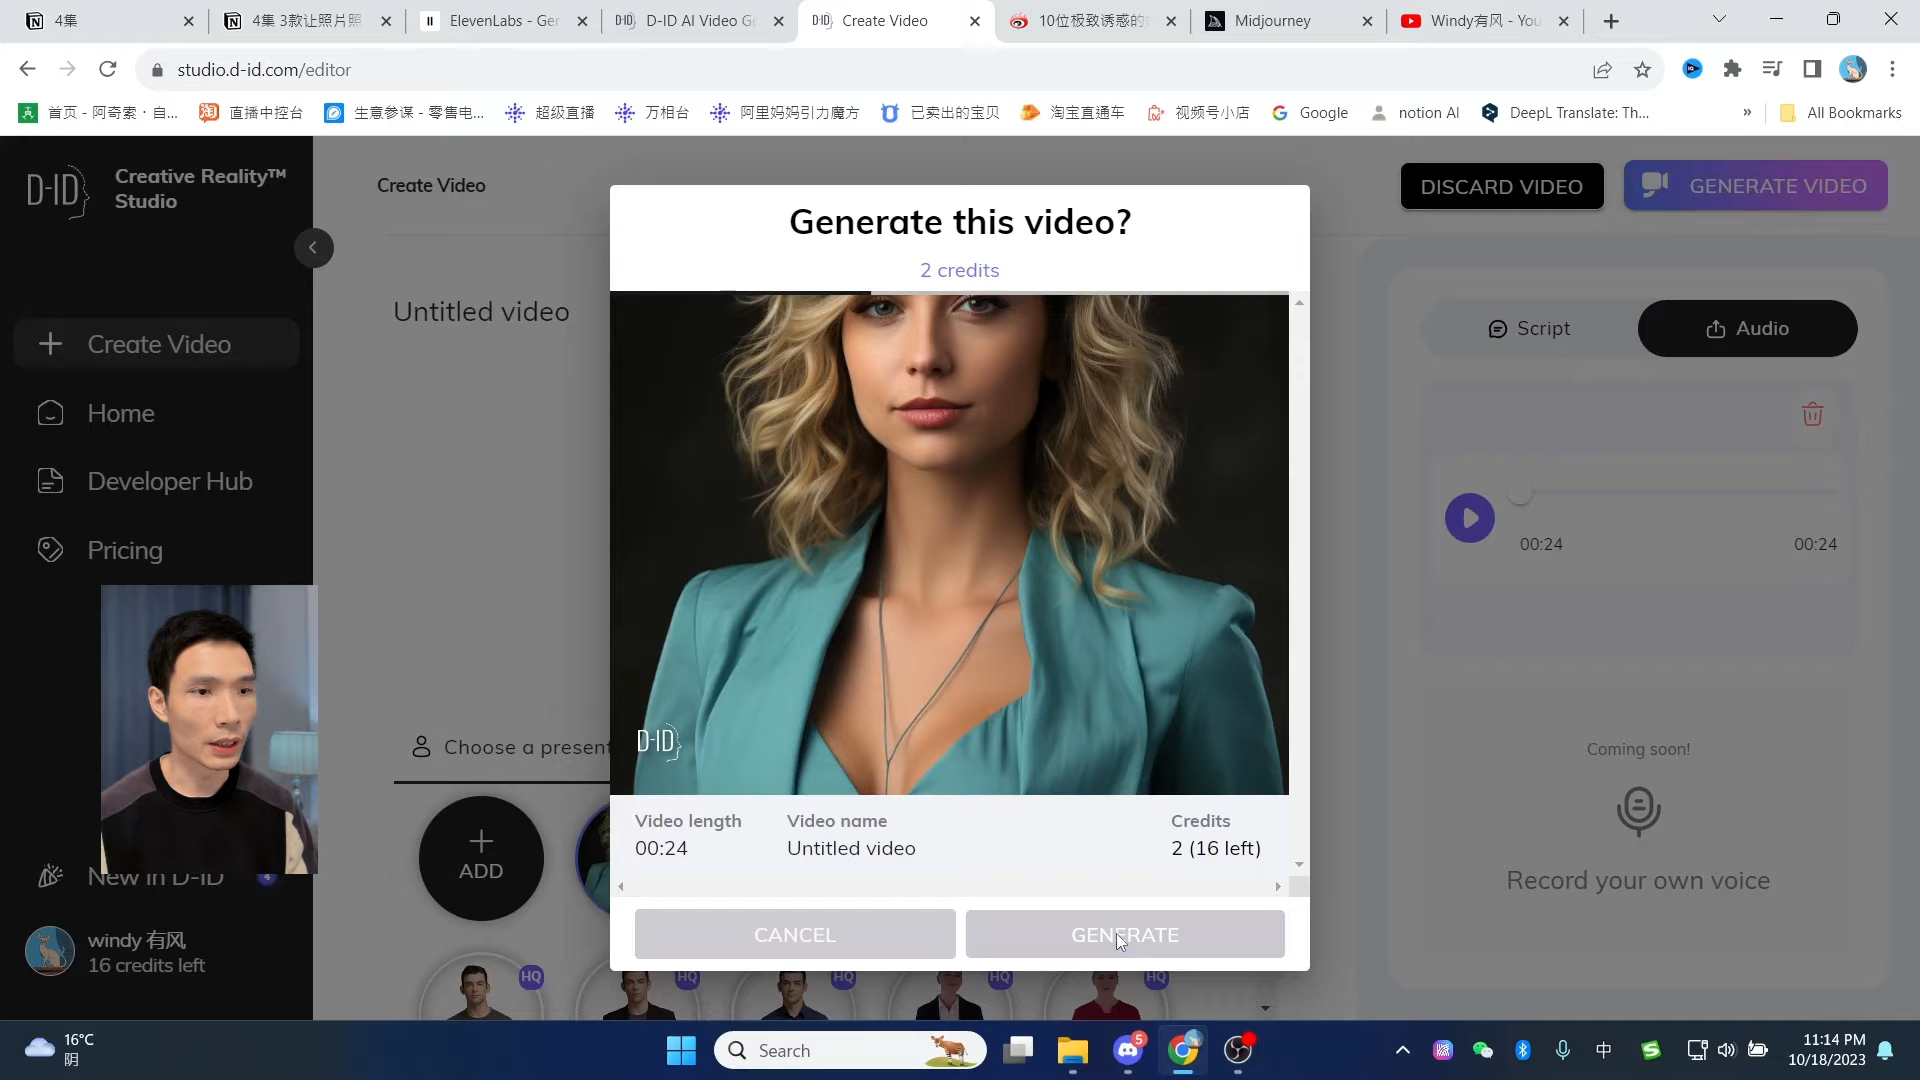 4集
4集 3款让照片照
ElevenLabs - Ger
D-ID AI Video Ge
Create Video
10位极致诱惑的
Midjourney
Windy有风 - You
studio.d-id.com/editor
首页 - 阿奇索 · 自...
直播中控台
生意参谋 - 零售电...
超级直播
万相台
阿里妈妈引力魔方
已卖出的宝贝
淘宝直通车
视频号小店
Google
notion AI
DeepL Translate: Th...
»
All Bookmarks
D-ID
Creative Reality™
Studio
Create Video
Home
Developer Hub
Pricing
New in D-ID
4
windy 有风
16 credits left
Create Video
DISCARD VIDEO
GENERATE VIDEO
Untitled video
Choose a present
ADD
HQ
HQ
HQ
HQ
HQ
Generate this video?
2 credits
D-ID
Video length
Video name
Credits
00:24
Untitled video
2 (16 left)
CANCEL
GENERATE
Script
Audio
00:24
00:24
Coming soon!
Record your own voice
16°C
阴
Search
5
中
11:14 PM
10/18/2023